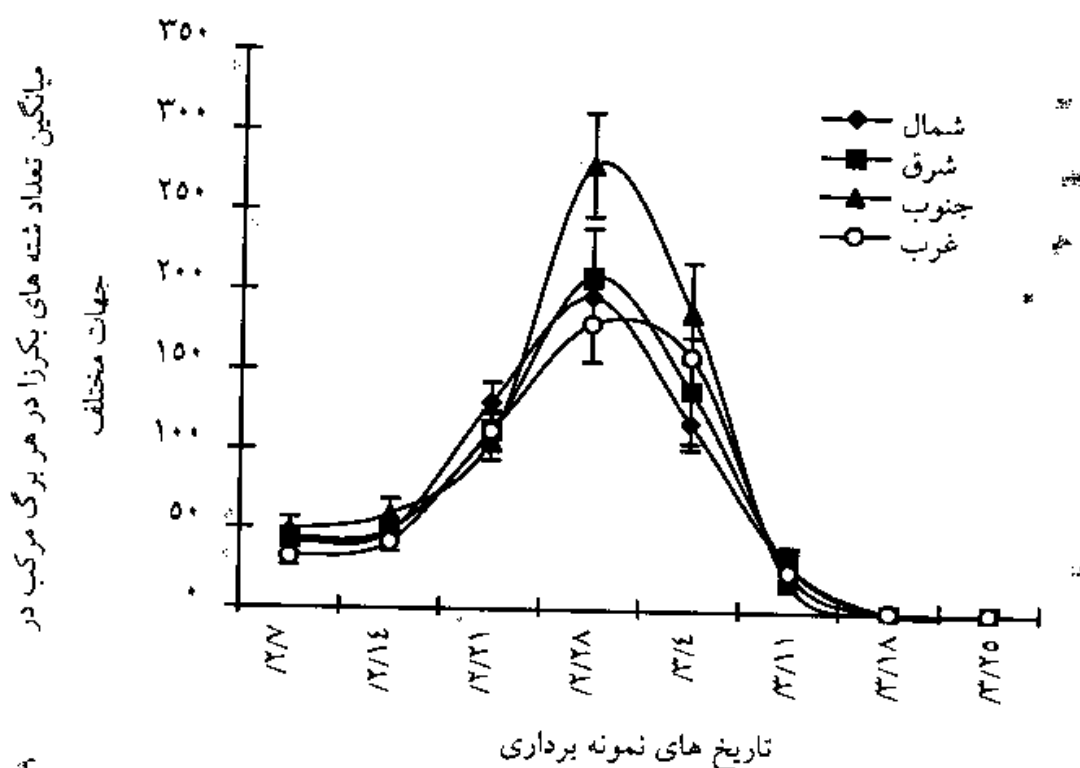 میانگین تعداد شته های بکرزا در هر برگ مرکب در
جهات مختلف
۳۵۰
۳۰۰
۲۵۰
۲۰۰
۱۵۰
۱۰۰
۵۰
۰
شمال
شرق
جنوب
غرب
/۲/۷
/۲/۱۴
/۲/۲۱
/۲/۲۸
/۳/۴
/۳/۱۱
/۳/۱۸
/۳/۲۵
تاریخ های نمونه برداری